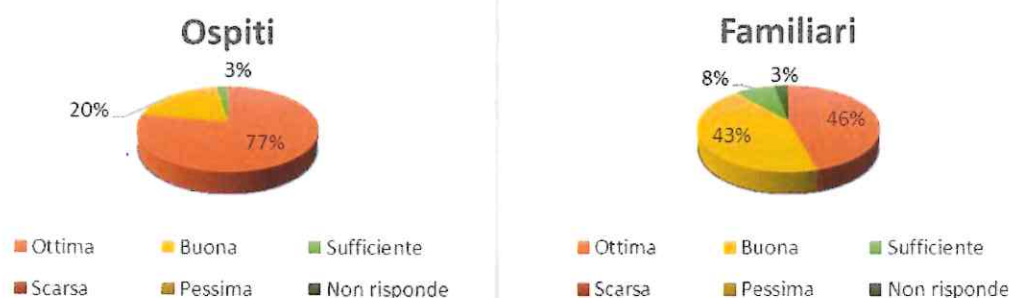 Ospiti
3%
20%
77%
Ottima Buona Sufficiente
Scarsa Pessima Non risponde
Familiari
8% 3%
43% 46%
Ottima Buona Sufficiente
Scarsa Pessima Non risponde